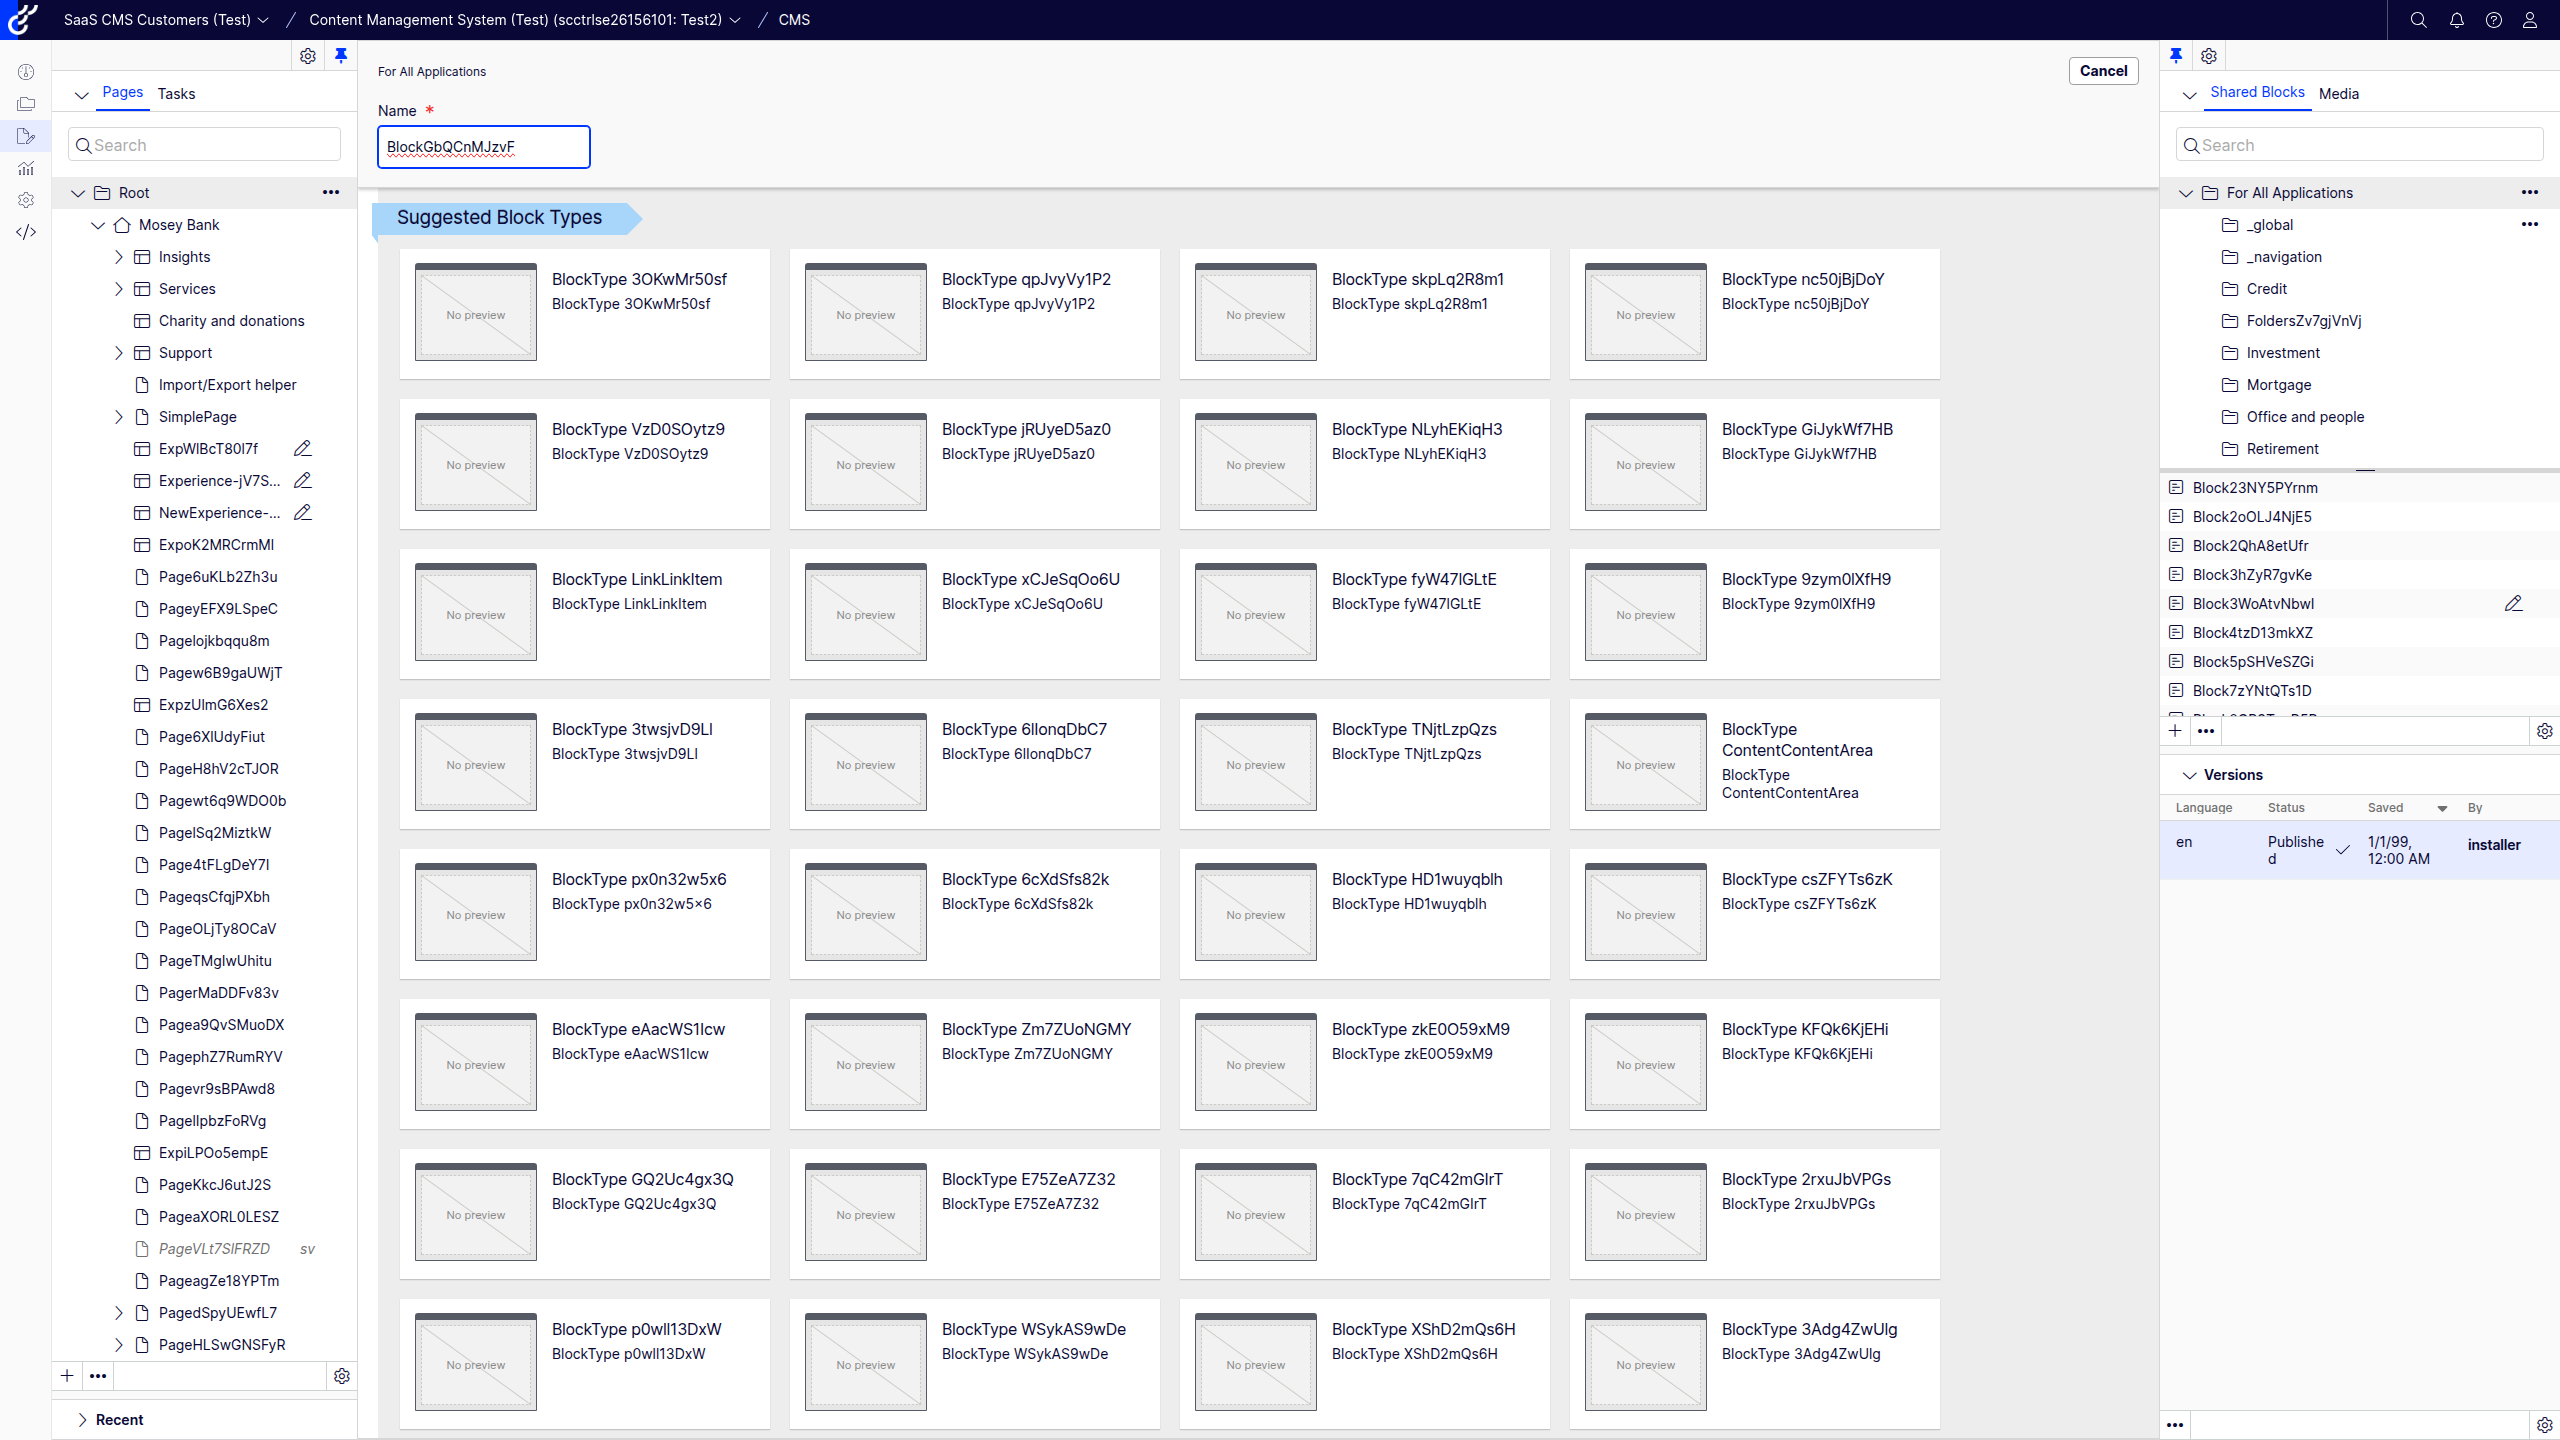 SaaS CMS Customers (Test)
Content Management System (Test) (scctrlse26156101: Test2)
CMS
Pages
Tasks
Search
Root
Mosey Bank
Insights
Services
Charity and donations
Support
Import/Export helper
SimplePage
ExpWIBcT80I7f
Experience-jV7S...
NewExperience-...
ExpoK2MRCrmMl
Page6uKLb2Zh3u
PageyEFX9LSpeC
Pagelojkbqqu8m
Pagew6B9gaUWjT
ExpzUlmG6Xes2
Page6XlUdyFiut
PageH8hV2cTJOR
Pagewt6q9WDO0b
PagelSq2MiztkW
Page4tFLgDeY7l
PageqsCfqjPXbh
PageOLjTy8OCaV
PageTMglwUhitu
PagerMaDDFv83v
Pagea9QvSMuoDX
PagephZ7RumRYV
Pagevr9sBPAwd8
PagellpbzFoRVg
ExpiLPOo5empE
PageKkcJ6utJ2S
PageaXORL0LESZ
PageVLt7SlFRZD sv
PageagZe18YPTm
PagedSpyUEwfL7
PageHLSwGNSFyR
Recent
For All Applications
Cancel
Name *
BlockGbQCnMJzvF
Suggested Block Types
No preview
BlockType 3OKwMr50sf
BlockType 3OKwMr50sf
No preview
BlockType qpJvyVy1P2
BlockType qpJvyVy1P2
No preview
BlockType skpLq2R8m1
BlockType skpLq2R8m1
No preview
BlockType nc50jBjDoY
BlockType nc50jBjDoY
No preview
BlockType VzD0SOytz9
BlockType VzD0SOytz9
No preview
BlockType jRUyeD5az0
BlockType jRUyeD5az0
No preview
BlockType NLyhEKiqH3
BlockType NLyhEKiqH3
No preview
BlockType GiJykWf7HB
BlockType GiJykWf7HB
No preview
BlockType LinkLinkItem
BlockType LinkLinkItem
No preview
BlockType xCJeSqOo6U
BlockType xCJeSqOo6U
No preview
BlockType fyW47lGLtE
BlockType fyW47lGLtE
No preview
BlockType 9zym0lXfH9
BlockType 9zym0lXfH9
No preview
BlockType 3twsjvD9Ll
BlockType 3twsjvD9Ll
No preview
BlockType 6llonqDbC7
BlockType 6llonqDbC7
No preview
BlockType TNjtLzpQzs
BlockType TNjtLzpQzs
No preview
BlockType
ContentContentArea
BlockType
ContentContentArea
No preview
BlockType px0n32w5x6
BlockType px0n32w5x6
No preview
BlockType 6cXdSfs82k
BlockType 6cXdSfs82k
No preview
BlockType HD1wuyqblh
BlockType HD1wuyqblh
No preview
BlockType csZFYTs6zK
BlockType csZFYTs6zK
No preview
BlockType eAacWS1lcw
BlockType eAacWS1lcw
No preview
BlockType Zm7ZUoNGMY
BlockType Zm7ZUoNGMY
No preview
BlockType zkE0O59xM9
BlockType zkE0O59xM9
No preview
BlockType KFQk6KjEHi
BlockType KFQk6KjEHi
No preview
BlockType GQ2Uc4gx3Q
BlockType GQ2Uc4gx3Q
No preview
BlockType E75ZeA7Z32
BlockType E75ZeA7Z32
No preview
BlockType 7qC42mGlrT
BlockType 7qC42mGlrT
No preview
BlockType 2rxuJbVPGs
BlockType 2rxuJbVPGs
No preview
BlockType p0wll13DxW
BlockType p0wll13DxW
No preview
BlockType WSykAS9wDe
BlockType WSykAS9wDe
No preview
BlockType XShD2mQs6H
BlockType XShD2mQs6H
No preview
BlockType 3Adg4ZwUlg
BlockType 3Adg4ZwUlg
Shared Blocks
Media
Search
For All Applications
_global
_navigation
Credit
FoldersZv7gjVnVj
Investment
Mortgage
Office and people
Retirement
Block23NY5PYrnm
Block2oOLJ4NjE5
Block2QhA8etUfr
Block3hZyR7gvKe
Block3WoAtvNbwl
Block4tzD13mkXZ
Block5pSHVeSZGi
Block7zYNtQTs1D
Versions
Language Status Saved By
en Publishe
d 1/1/99,
12:00 AM installer